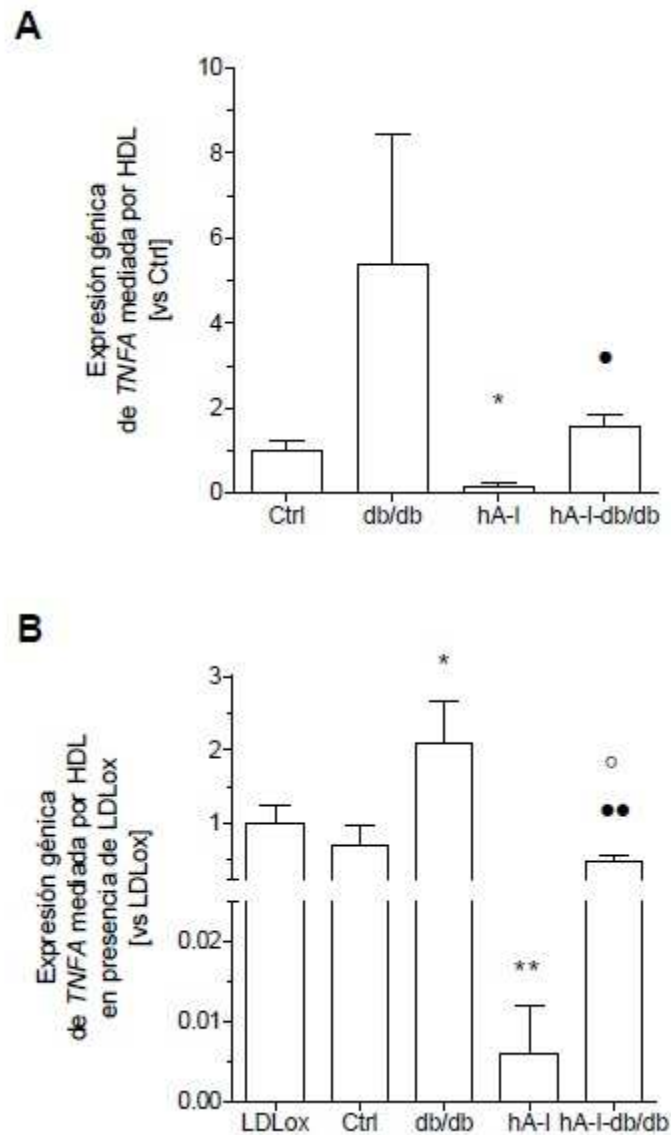 A
Expresión génica
de TNFA mediada por HDL
[vs Ctrl]
10
8
6
4
2
0
*
●
Ctrl db/db hA-I hA-I-db/db
B
Expresión génica
de TNFA mediada por HDL
en presencia de LDLox
[vs LDLox]
3
2
1
0.02
0.01
0.00
*
○
●●
**
LDLox Ctrl db/db hA-I hA-I-db/db